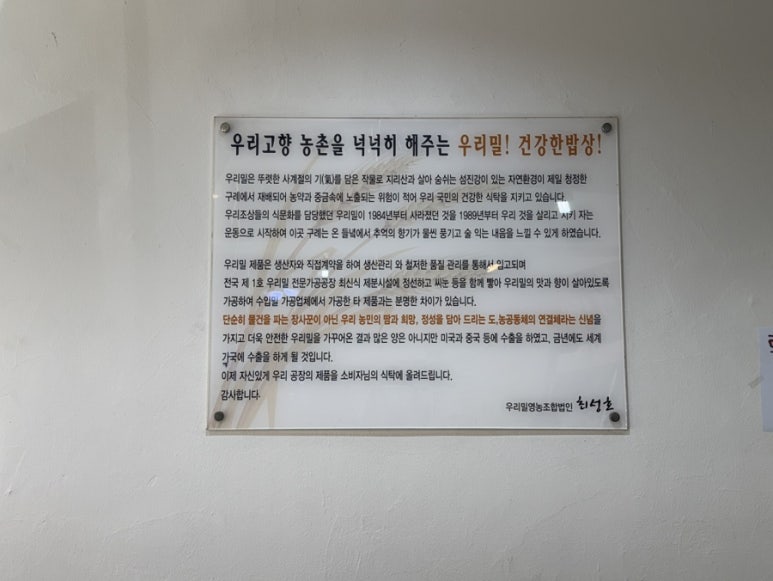 우리고향 농촌을 넉넉히 해주는 우리밀! 건강한밥상!
우리밀은 뚜렷한 사계절의 기(氣)를 담은 작물로 지리산과 살아 숨쉬는 섬진강이 있는 자연환경이 제일 청정한
구례에서 재배되어 농약과 중금속에 노출되는 위험이 적어 우리 국민의 건강한 식탁을 지키고 있습니다.
우리조상들의 식문화를 담당했던 우리밀이 1984년부터 사라졌던 것을 1989년부터 우리 것을 살리고 지키 자는
운동으로 시작하여 이곳 구례는 온 들녘에서 추억의 향기가 물씬 풍기고 술 익는 내음을 느낄 수 있게 하였습니다.
우리밀 제품은 생산자와 직접계약을 하여 생산관리 와 철저한 품질 관리를 통해서 입고되며
전국 제 1호 우리밀 전문가공공장 최신식 제분시설에 정선하고 씨눈 등을 함께 빻아 우리밀의 맛과 향이 살아있도록
가공하여 수입밀 가공업체에서 가공한 타 제품과는 분명한 차이가 있습니다.
단순히 물건을 파는 장사꾼이 아닌 우리 농민의 땀과 희망, 정성을 담아 드리는 도,농공동체의 연결체라는 신념을
가지고 더욱 안전한 우리밀을 가꾸어온 결과 많은 양은 아니지만 미국과 중국 등에 수출을 하였고, 금년에도 세계
각국에 수출을 하게 될 것입니다.
이제 자신있게 우리 공장의 제품을 소비자님의 식탁에 올려드립니다.
감사합니다.
우리밀영농조합법인 최성호